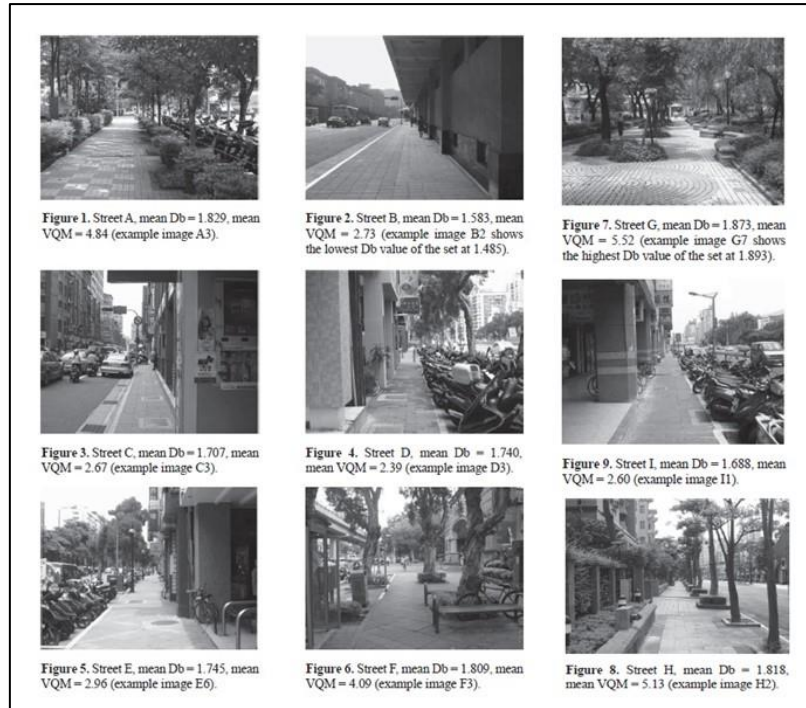 Figure 1. Street A, mean Db = 1.829, mean
VQM = 4.84 (example image A3).
Figure 2. Street B, mean Db = 1.583, mean
VQM = 2.73 (example image B2 shows
the lowest Db value of the set at 1.485).
Figure 7. Street G, mean Db = 1.873, mean
VQM = 5.52 (example image G7 shows
the highest Db value of the set at 1.893).
Figure 3. Street C, mean Db = 1.707, mean
VQM = 2.67 (example image C3).
Figure 4. Street D, mean Db = 1.740,
mean VQM = 2.39 (example image D3).
Figure 9. Street I, mean Db = 1.688, mean
VQM = 2.60 (example image I1).
Figure 5. Street E, mean Db = 1.745, mean
VQM = 2.96 (example image E6).
Figure 6. Street F, mean Db = 1.809, mean
VQM = 4.09 (example image F3).
Figure 8. Street H, mean Db = 1.818,
mean VQM = 5.13 (example image H2).